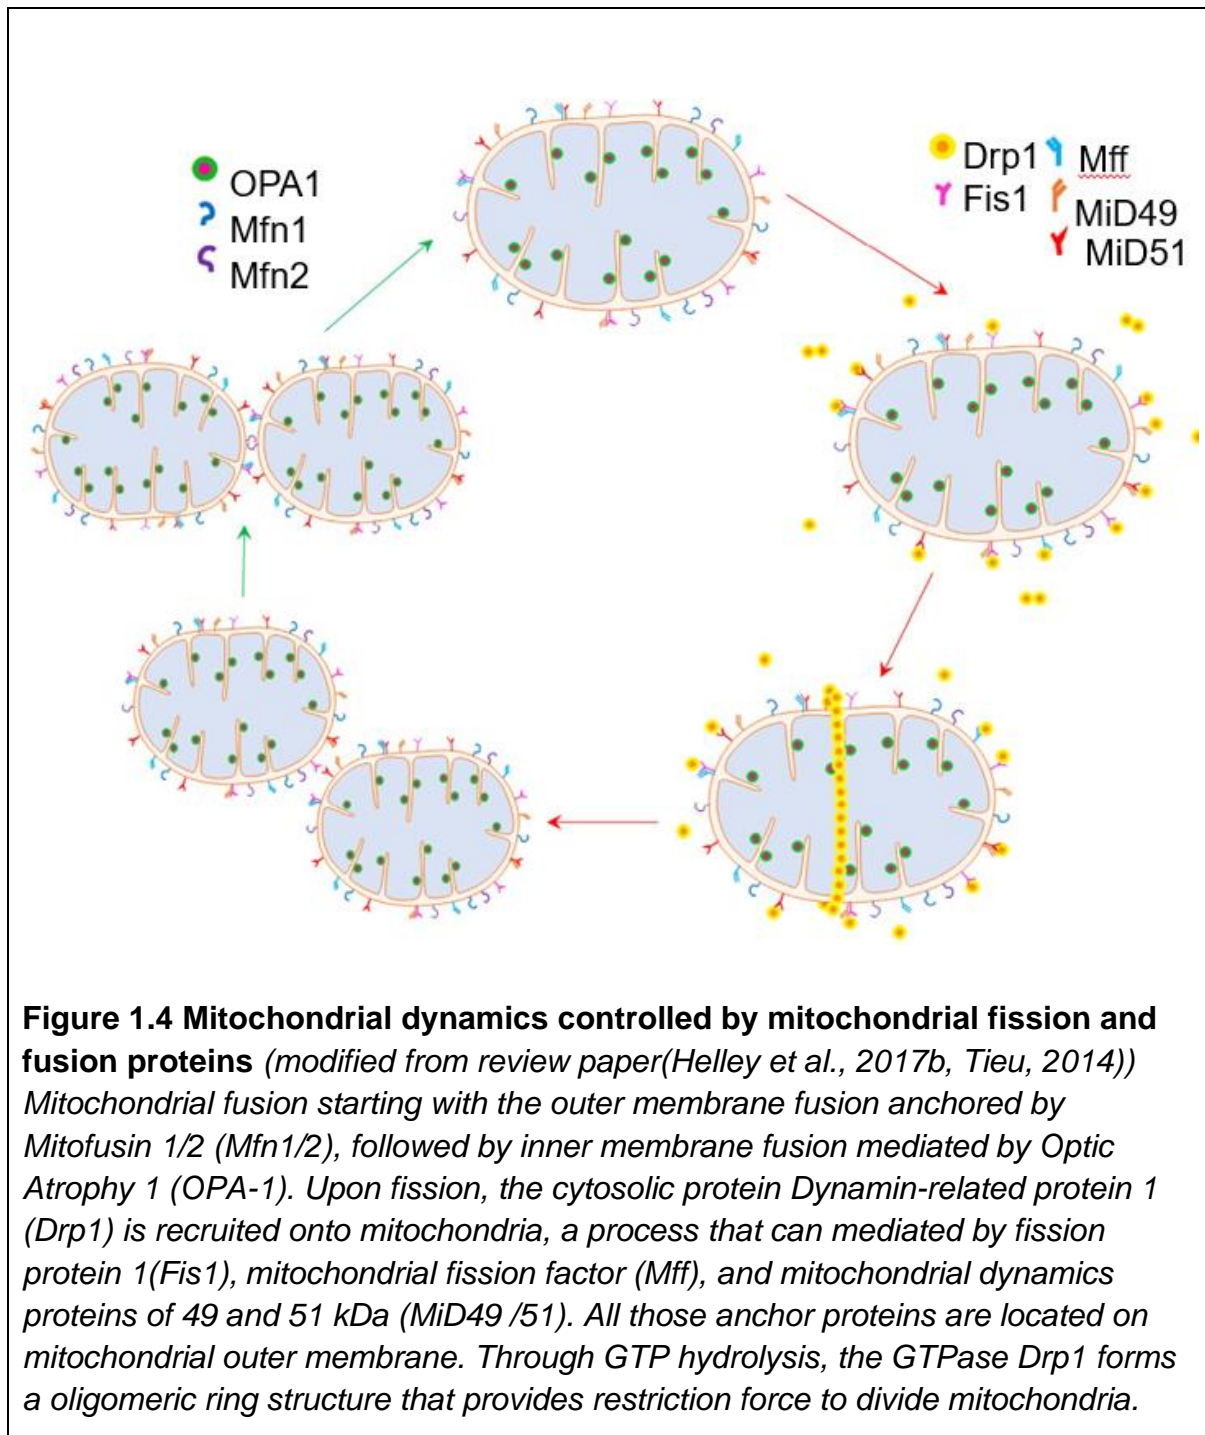 OPA1
Mfn1
Mfn2
Drp1 Mff
Fis1
MiD49
MiD51
Figure 1.4 Mitochondrial dynamics controlled by mitochondrial fission and
fusion proteins (modified from review paper(Helley et al., 2017b, Tieu, 2014))
Mitochondrial fusion starting with the outer membrane fusion anchored by
Mitofusin 1/2 (Mfn1/2), followed by inner membrane fusion mediated by Optic
Atrophy 1 (OPA-1). Upon fission, the cytosolic protein Dynamin-related protein 1
(Drp1) is recruited onto mitochondria, a process that can mediated by fission
protein 1(Fis1), mitochondrial fission factor (Mff), and mitochondrial dynamics
proteins of 49 and 51 kDa (MiD49 /51). All those anchor proteins are located on
mitochondrial outer membrane. Through GTP hydrolysis, the GTPase Drp1 forms
a oligomeric ring structure that provides restriction force to divide mitochondria.